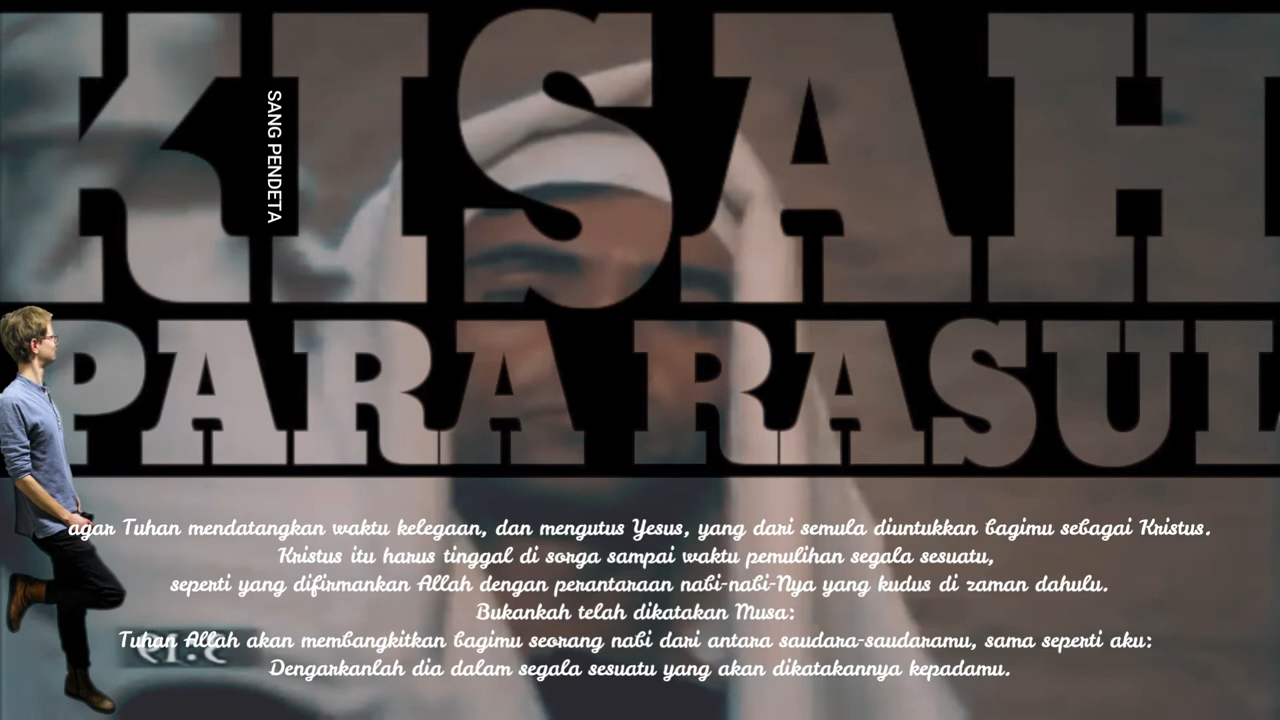 KISAH
SANG PENDETA
PARA RASUL
agar Tuhan mendatangkan waktu kelegaan, dan mengutus Yesus, yang dari semula diuntukkan bagimu sebagai Kristus.
Kristus itu harus tinggal di sorga sampai waktu pemulihan segala sesuatu,
seperti yang difirmankan Allah dengan perantaraan nabi-nabi-Nya yang kudus di zaman dahulu.
Bukankah telah dikatakan Musa:
Tuhan Allah akan membangkitkan bagimu seorang nabi dari antara saudara-saudaramu, sama seperti aku:
Dengarkanlah dia dalam segala sesuatu yang akan dikatakannya kepadamu.